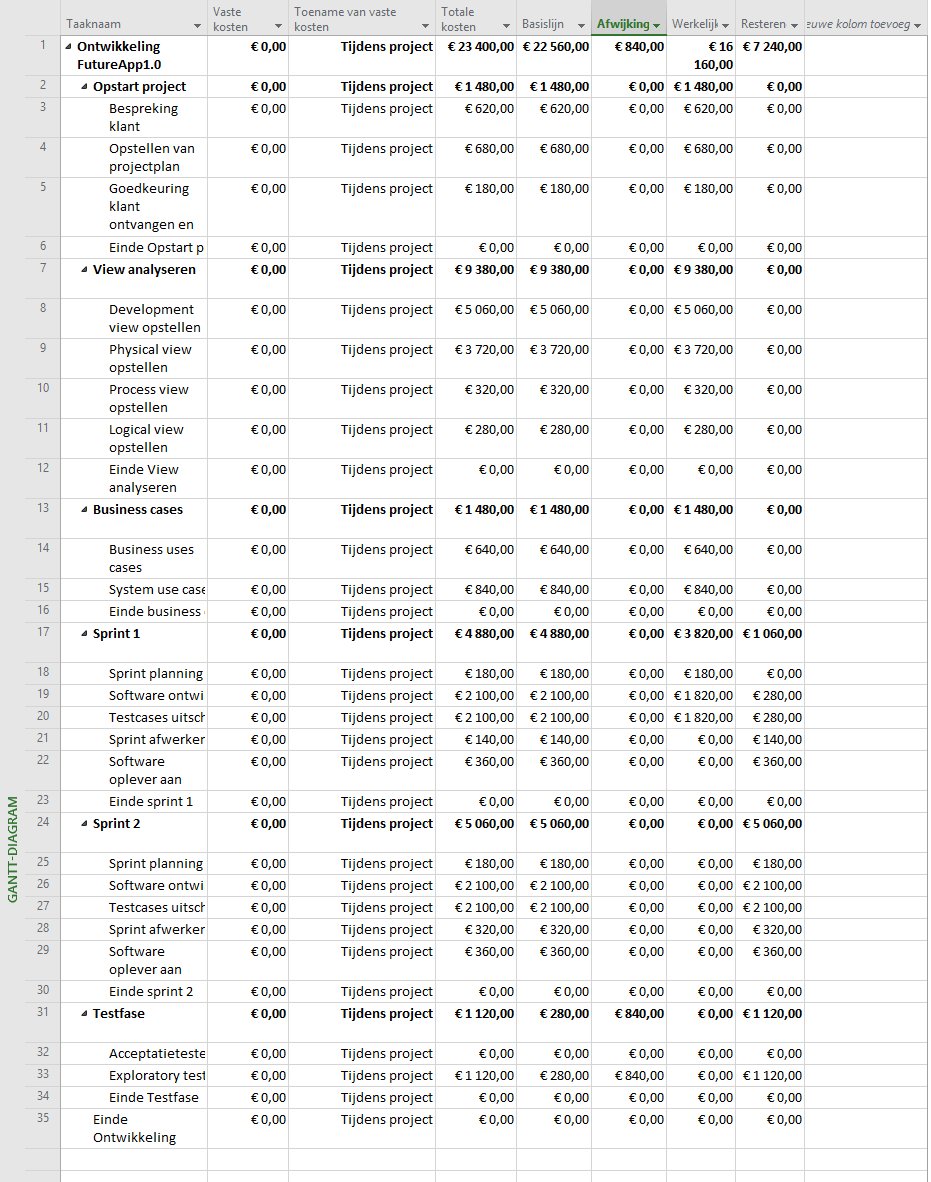 Taaknaam Vaste kosten Toename van vaste kosten Totale kosten Basislijn Afwijking Werkelijk Resteren euwe kolom toevoeg
1 Ontwikkeling FutureApp1.0 € 0,00 Tijdens project € 23 400,00 € 22 560,00 € 840,00 € 16 160,00 € 7 240,00
2 Opstart project € 0,00 Tijdens project € 1 480,00 € 1 480,00 € 0,00 € 1 480,00 € 0,00
3 Bespreking klant € 0,00 Tijdens project € 620,00 € 620,00 € 0,00 € 620,00 € 0,00
4 Opstellen van projectplan € 0,00 Tijdens project € 680,00 € 680,00 € 0,00 € 680,00 € 0,00
5 Goedkeuring klant ontvangen en € 0,00 Tijdens project € 180,00 € 180,00 € 0,00 € 180,00 € 0,00
6 Einde Opstart p € 0,00 Tijdens project € 0,00 € 0,00 € 0,00 € 0,00 € 0,00
7 View analyseren € 0,00 Tijdens project € 9 380,00 € 9 380,00 € 0,00 € 9 380,00 € 0,00
8 Development view opstellen € 0,00 Tijdens project € 5 060,00 € 5 060,00 € 0,00 € 5 060,00 € 0,00
9 Physical view opstellen € 0,00 Tijdens project € 3 720,00 € 3 720,00 € 0,00 € 3 720,00 € 0,00
10 Process view opstellen € 0,00 Tijdens project € 320,00 € 320,00 € 0,00 € 320,00 € 0,00
11 Logical view opstellen € 0,00 Tijdens project € 280,00 € 280,00 € 0,00 € 280,00 € 0,00
12 Einde View analyseren € 0,00 Tijdens project € 0,00 € 0,00 € 0,00 € 0,00 € 0,00
13 Business cases € 0,00 Tijdens project € 1 480,00 € 1 480,00 € 0,00 € 1 480,00 € 0,00
14 Business uses cases € 0,00 Tijdens project € 640,00 € 640,00 € 0,00 € 640,00 € 0,00
15 System use case € 0,00 Tijdens project € 840,00 € 840,00 € 0,00 € 840,00 € 0,00
16 Einde business € 0,00 Tijdens project € 0,00 € 0,00 € 0,00 € 0,00 € 0,00
17 Sprint 1 € 0,00 Tijdens project € 4 880,00 € 4 880,00 € 0,00 € 3 820,00 € 1 060,00
18 Sprint planning € 0,00 Tijdens project € 180,00 € 180,00 € 0,00 € 180,00 € 0,00
19 Software ontwi € 0,00 Tijdens project € 2 100,00 € 2 100,00 € 0,00 € 1 820,00 € 280,00
20 Testcases uitsch € 0,00 Tijdens project € 2 100,00 € 2 100,00 € 0,00 € 1 820,00 € 280,00
21 Sprint afwerker € 0,00 Tijdens project € 140,00 € 140,00 € 0,00 € 0,00 € 140,00
22 Software oplever aan € 0,00 Tijdens project € 360,00 € 360,00 € 0,00 € 0,00 € 360,00
23 Einde sprint 1 € 0,00 Tijdens project € 0,00 € 0,00 € 0,00 € 0,00 € 0,00
24 Sprint 2 € 0,00 Tijdens project € 5 060,00 € 5 060,00 € 0,00 € 0,00 € 5 060,00
25 Sprint planning € 0,00 Tijdens project € 180,00 € 180,00 € 0,00 € 0,00 € 180,00
26 Software ontwi € 0,00 Tijdens project € 2 100,00 € 2 100,00 € 0,00 € 0,00 € 2 100,00
27 Testcases uitsch € 0,00 Tijdens project € 2 100,00 € 2 100,00 € 0,00 € 0,00 € 2 100,00
28 Sprint afwerker € 0,00 Tijdens project € 320,00 € 320,00 € 0,00 € 0,00 € 320,00
29 Software oplever aan € 0,00 Tijdens project € 360,00 € 360,00 € 0,00 € 0,00 € 360,00
30 Einde sprint 2 € 0,00 Tijdens project € 0,00 € 0,00 € 0,00 € 0,00 € 0,00
31 Testfase € 0,00 Tijdens project € 1 120,00 € 280,00 € 840,00 € 0,00 € 1 120,00
32 Acceptatieteste € 0,00 Tijdens project € 0,00 € 0,00 € 0,00 € 0,00 € 0,00
33 Exploratory test € 0,00 Tijdens project € 1 120,00 € 280,00 € 840,00 € 0,00 € 1 120,00
34 Einde Testfase € 0,00 Tijdens project € 0,00 € 0,00 € 0,00 € 0,00 € 0,00
35 Einde Ontwikkeling € 0,00 Tijdens project € 0,00 € 0,00 € 0,00 € 0,00 € 0,00
GANTT-DIAGRAM